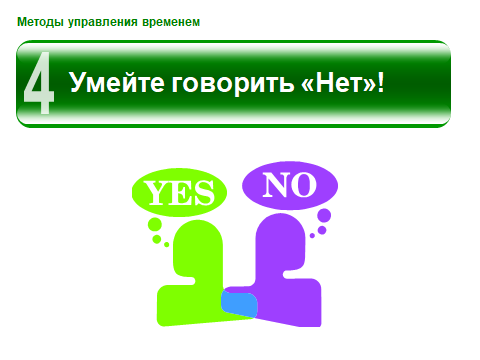 Методы управления временем
4 Умейте говорить «Нет»!
YES NO